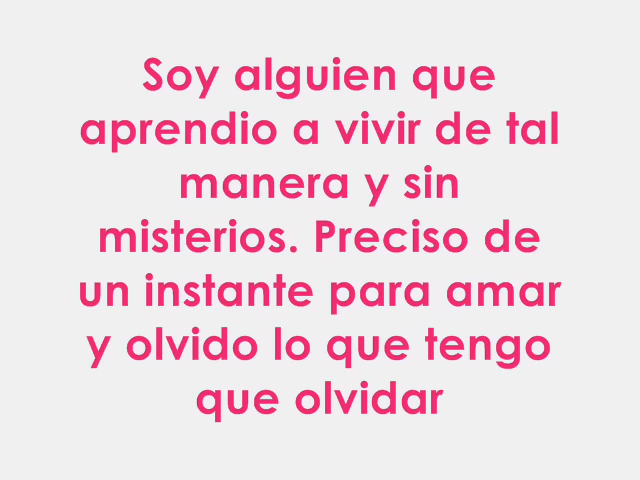 Soy alguien que
aprendio a vivir de tal
manera y sin
misterios. Preciso de
un instante para amar
y olvido lo que tengo
que olvidar